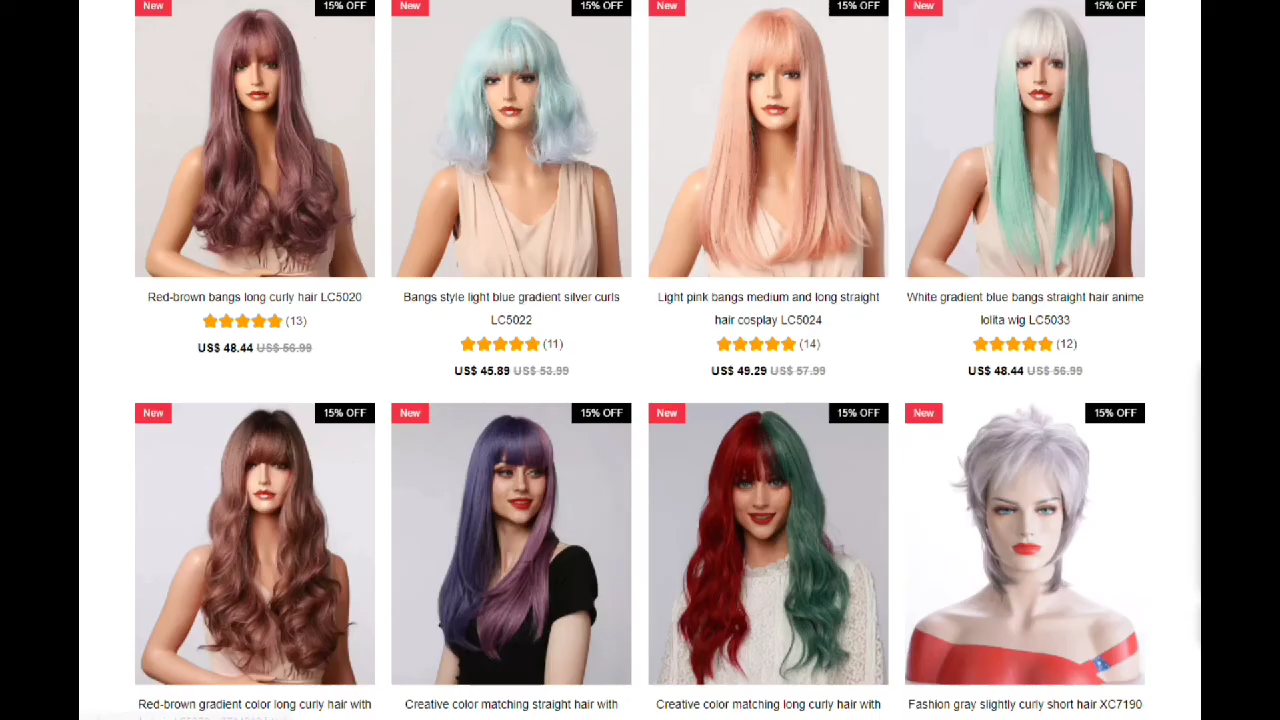 New 15% OFF New 15% OFF New 15% OFF New 15% OFF
Red-brown bangs long curly hair LC5020
(13)
US$ 48.44 US$ 56.99
Bangs style light blue gradient silver curls
LC5022
(11)
US$ 45.89 US$ 53.99
Light pink bangs medium and long straight
hair cosplay LC5024
(14)
US$ 49.29 US$ 57.99
White gradient blue bangs straight hair anime
lolita wig LC5033
(12)
US$ 48.44 US$ 56.99
New 15% OFF New 15% OFF New 15% OFF New 15% OFF
Red-brown gradient color long curly hair with
Creative color matching straight hair with
Creative color matching long curly hair with
Fashion gray slightly curly short hair XC7190